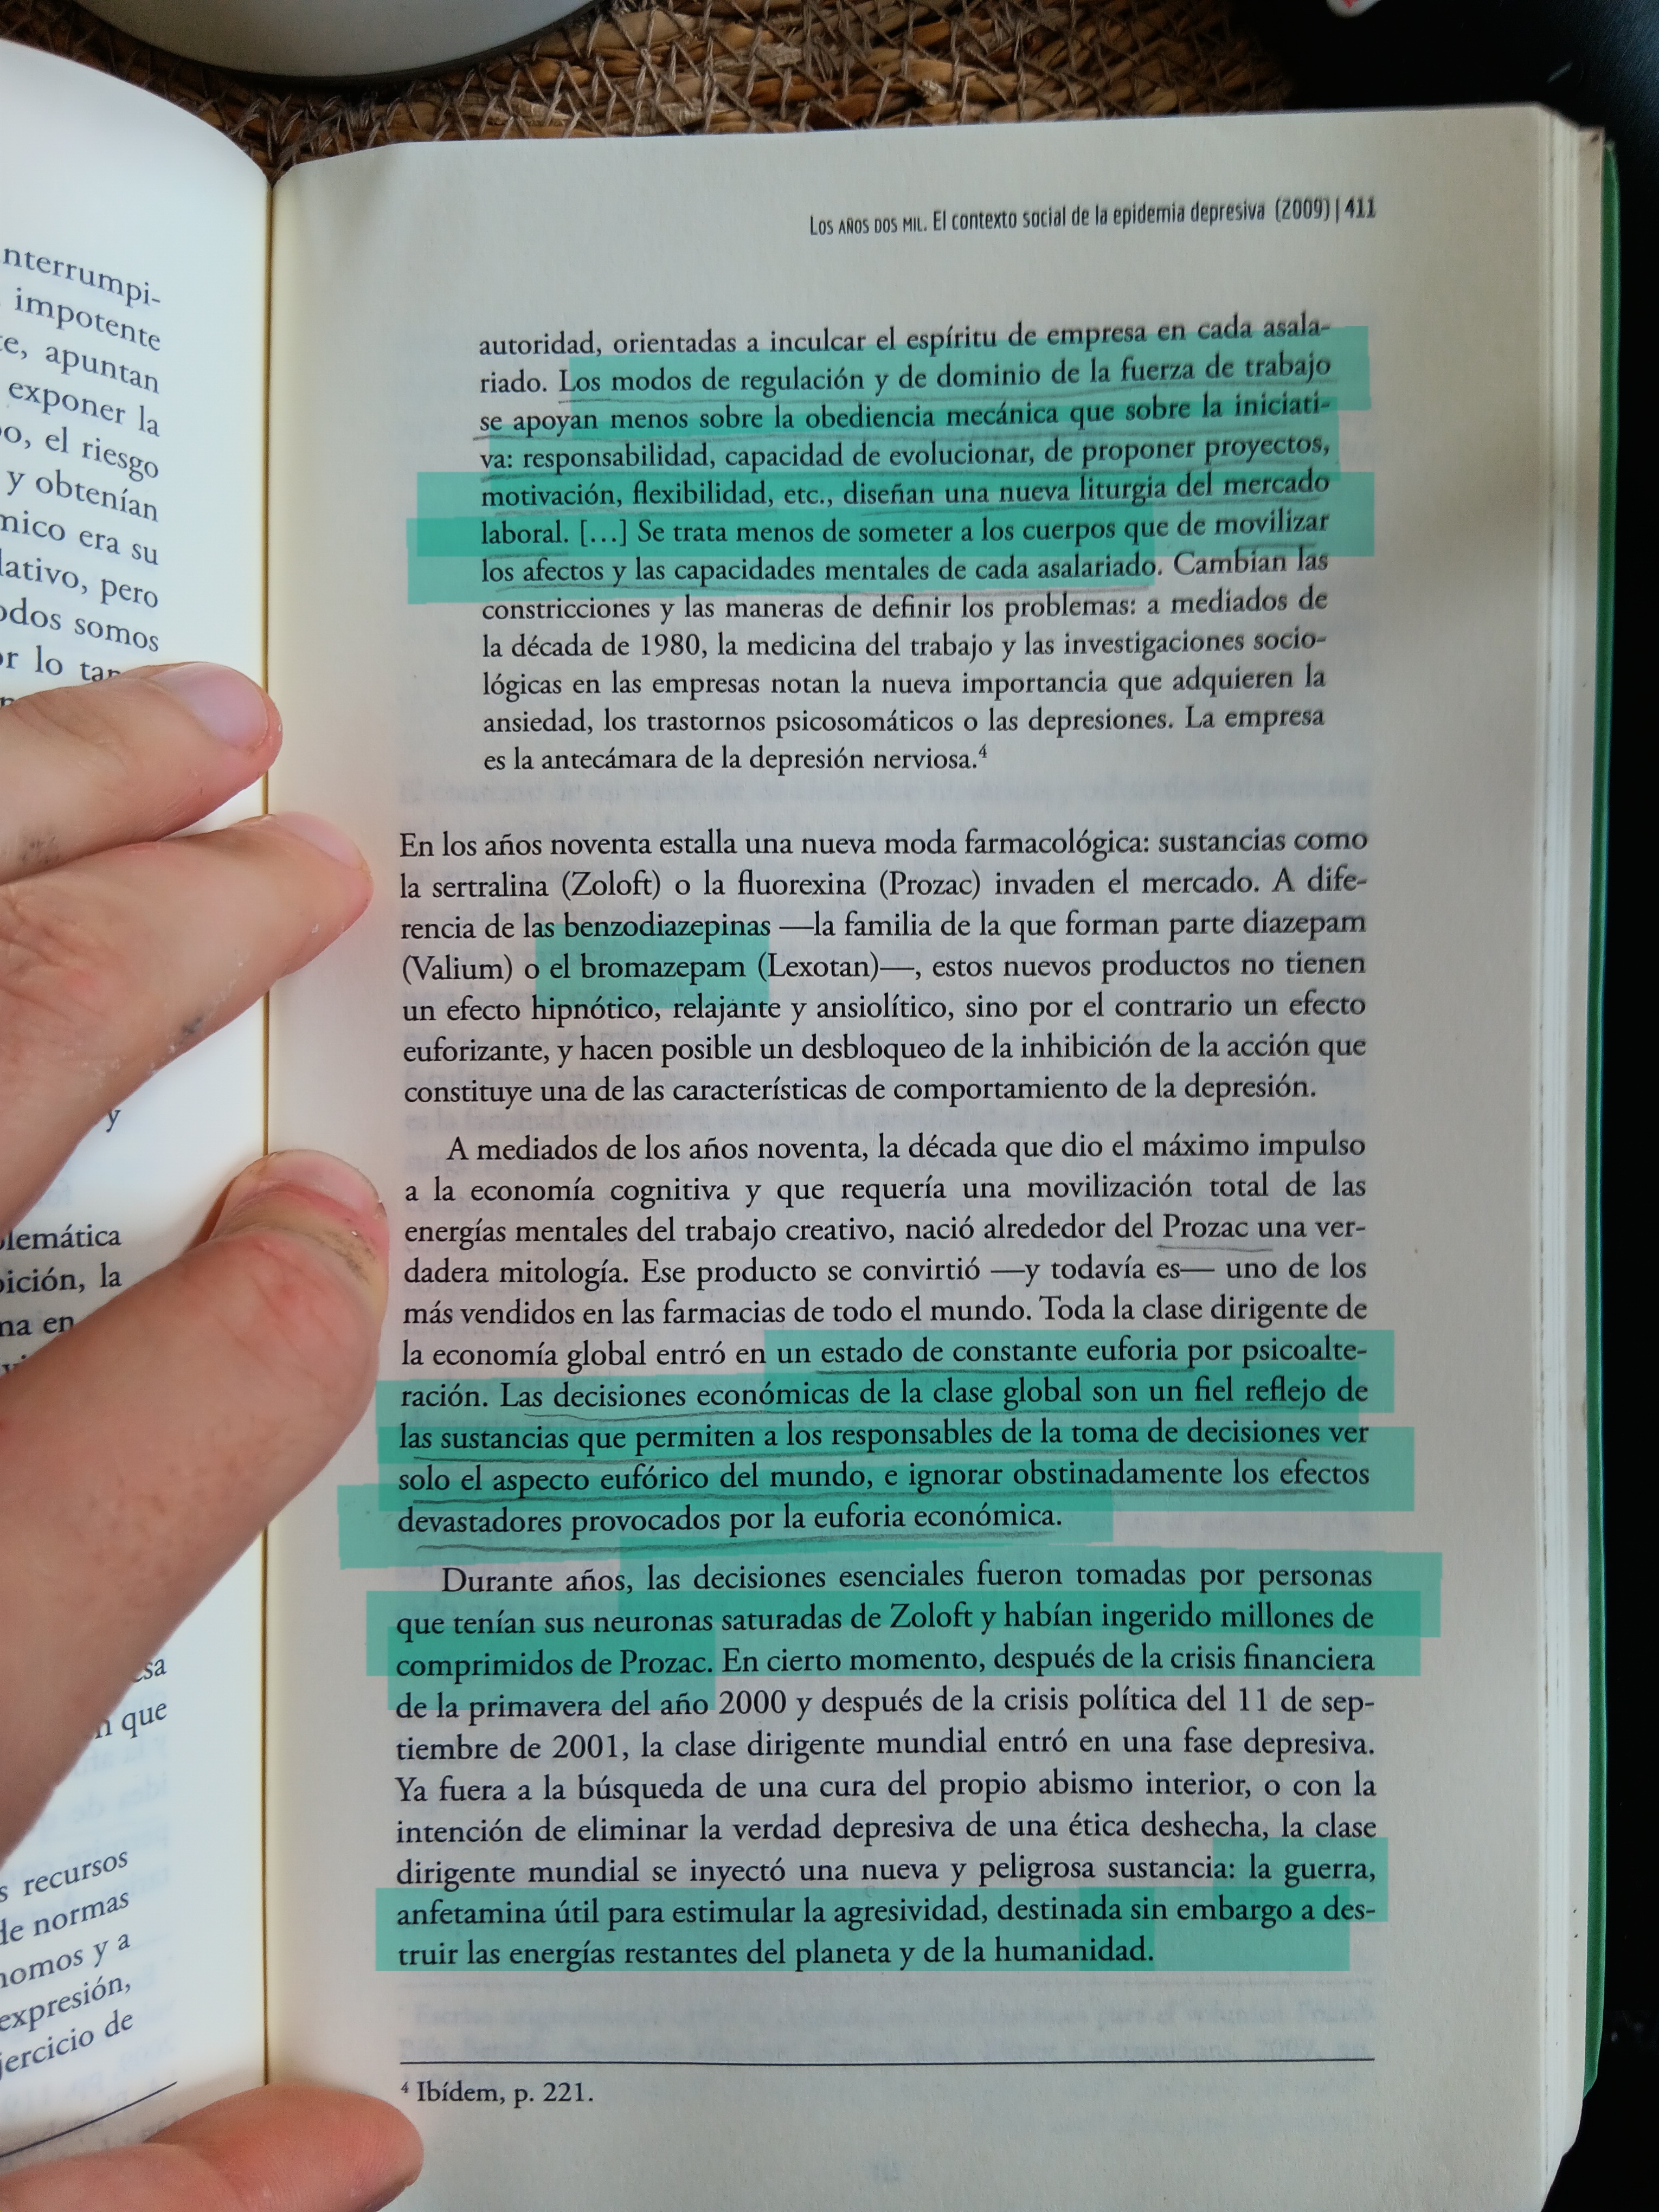 nterrumpi-
impotente
te, apuntan
exponer la
o, el riesgo
y obtenían
mico era su
lativo, pero
odos somos
or lo tan
y
lemática
ición, la
na en
esa
n que
s recursos
de normas
nomos y a
expresión,
jercicio de
LOS AÑOS DOS MIL. El contexto social de la epidemia depresiva (2009) | 411
autoridad, orientadas a inculcar el espíritu de empresa en cada asala-
riado. Los modos de regulación y de dominio de la fuerza de trabajo
se apoyan menos sobre la obediencia mecánica que sobre la iniciati-
va: responsabilidad, capacidad de evolucionar, de proponer proyectos,
motivación, flexibilidad, etc., diseñan una nueva liturgia del mercado
laboral. [...] Se trata menos de someter a los cuerpos que de movilizar
los afectos y las capacidades mentales de cada asalariado. Cambian las
constricciones y las maneras de definir los problemas: a mediados de
la década de 1980, la medicina del trabajo y las investigaciones socio-
lógicas en las empresas notan la nueva importancia que adquieren la
ansiedad, los trastornos psicosomáticos o las depresiones. La empresa
es la antecámara de la depresión nerviosa.⁴
En los años noventa estalla una nueva moda farmacológica: sustancias como
la sertralina (Zoloft) o la fluorexina (Prozac) invaden el mercado. A dife-
rencia de las benzodiazepinas —la familia de la que forman parte diazepam
(Valium) o el bromazepam (Lexotan)—, estos nuevos productos no tienen
un efecto hipnótico, relajante y ansiolítico, sino por el contrario un efecto
euforizante, y hacen posible un desbloqueo de la inhibición de la acción que
constituye una de las características de comportamiento de la depresión.
A mediados de los años noventa, la década que dio el máximo impulso
a la economía cognitiva y que requería una movilización total de las
energías mentales del trabajo creativo, nació alrededor del Prozac una ver-
dadera mitología. Ese producto se convirtió —y todavía es— uno de los
más vendidos en las farmacias de todo el mundo. Toda la clase dirigente de
la economía global entró en un estado de constante euforia por psicoalte-
ración. Las decisiones económicas de la clase global son un fiel reflejo de
las sustancias que permiten a los responsables de la toma de decisiones ver
solo el aspecto eufórico del mundo, e ignorar obstinadamente los efectos
devastadores provocados por la euforia económica.
Durante años, las decisiones esenciales fueron tomadas por personas
que tenían sus neuronas saturadas de Zoloft y habían ingerido millones de
comprimidos de Prozac. En cierto momento, después de la crisis financiera
de la primavera del año 2000 y después de la crisis política del 11 de sep-
tiembre de 2001, la clase dirigente mundial entró en una fase depresiva.
Ya fuera a la búsqueda de una cura del propio abismo interior, o con la
intención de eliminar la verdad depresiva de una ética deshecha, la clase
dirigente mundial se inyectó una nueva y peligrosa sustancia: la guerra,
anfetamina útil para estimular la agresividad, destinada sin embargo a des-
truir las energías restantes del planeta y de la humanidad.
⁴ Ibídem, p. 221.